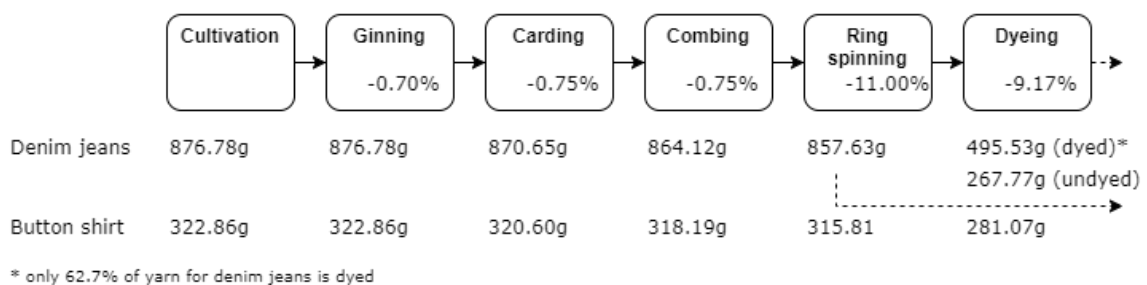 Cultivation Ginning Carding Combing Ring spinning Dyeing
-0.70% -0.75% -0.75% -11.00% -9.17%
Denim jeans 876.78g 876.78g 870.65g 864.12g 857.63g 495.53g (dyed)*
267.77g (undyed)
Button shirt 322.86g 322.86g 320.60g 318.19g 315.81 281.07g
* only 62.7% of yarn for denim jeans is dyed